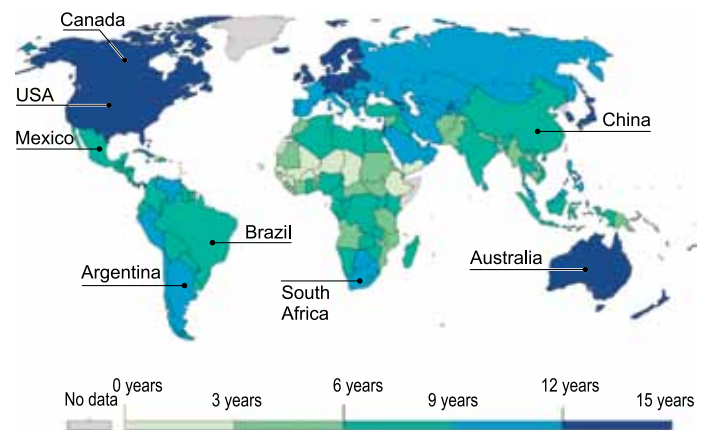 Canada
USA
Mexico
China
Brazil
Argentina
Australia
South
Africa
No data
0 years
3 years
6 years
9 years
12 years
15 years